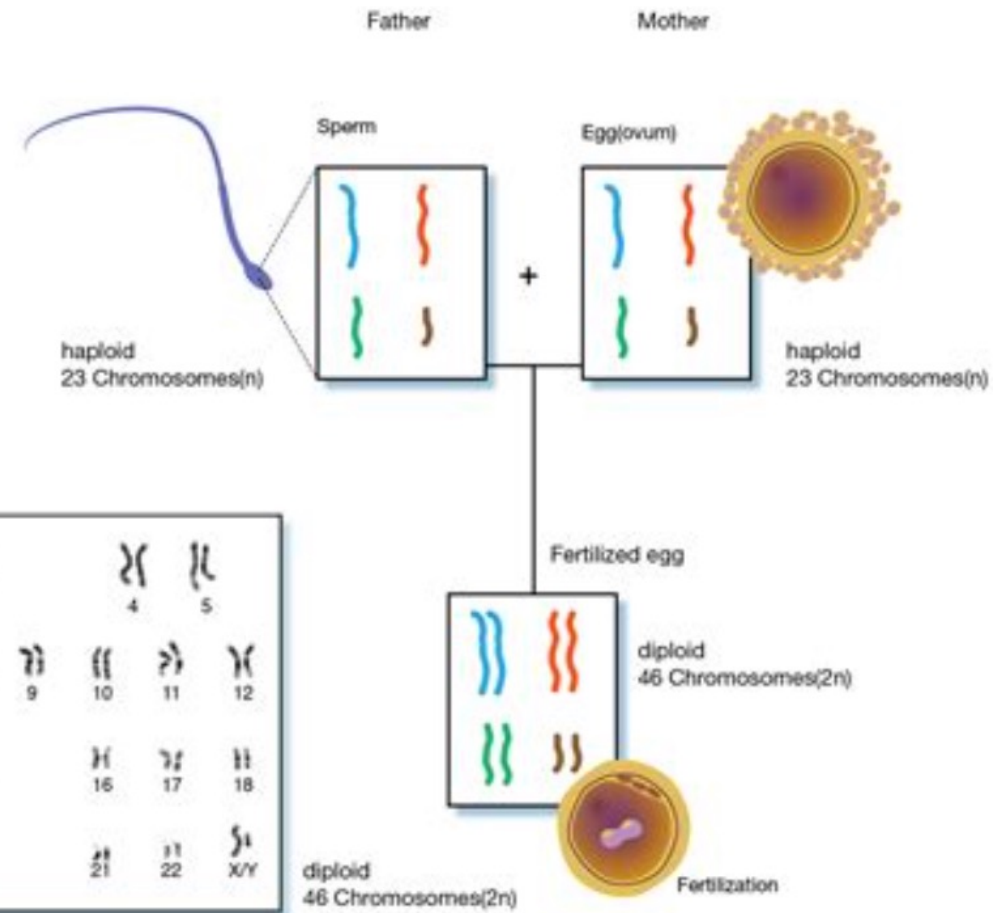 Father
Mother
Sperm
Egg(ovum)
+
haploid
23 Chromosomes(n)
haploid
23 Chromosomes(n)
Fertilized egg
diploid
46 Chromosomes(2n)
4 5
9 10 11 12
16 17 18
21 22 X/Y
diploid
46 Chromosomes(2n)
Fertilization